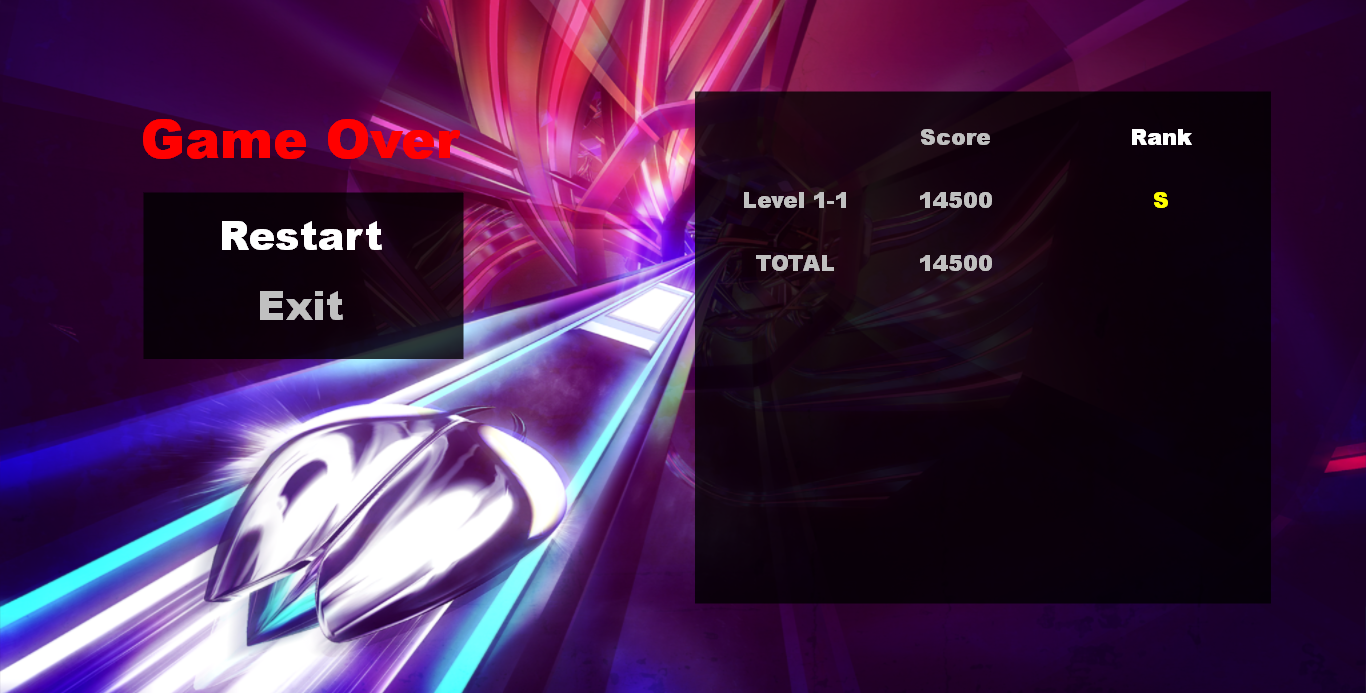 Game Over
Restart
Exit
Score Rank
Level 1-1 14500 S
TOTAL 14500